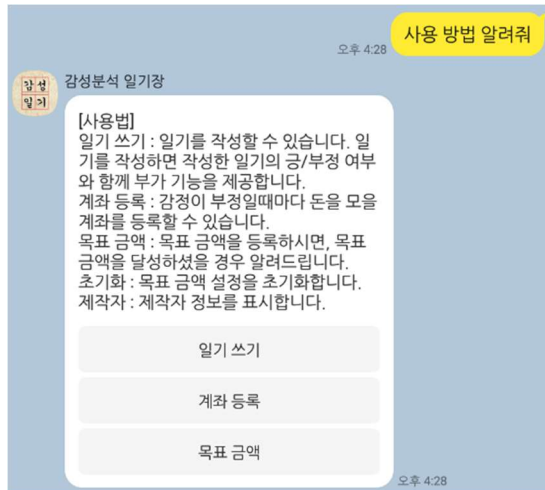 사용 방법 알려줘
오후 4:28
감성
일기
감성분석 일기장
[사용법]
일기 쓰기 : 일기를 작성할 수 있습니다. 일
기를 작성하면 작성한 일기의 긍/부정 여부
와 함께 부가 기능을 제공합니다.
계좌 등록 : 감정이 부정일때마다 돈을 모을
계좌를 등록할 수 있습니다.
목표 금액 : 목표 금액을 등록하시면, 목표
금액을 달성하셨을 경우 알려드립니다.
초기화 : 목표 금액 설정을 초기화합니다.
제작자 : 제작자 정보를 표시합니다.
일기 쓰기
계좌 등록
목표 금액
오후 4:28